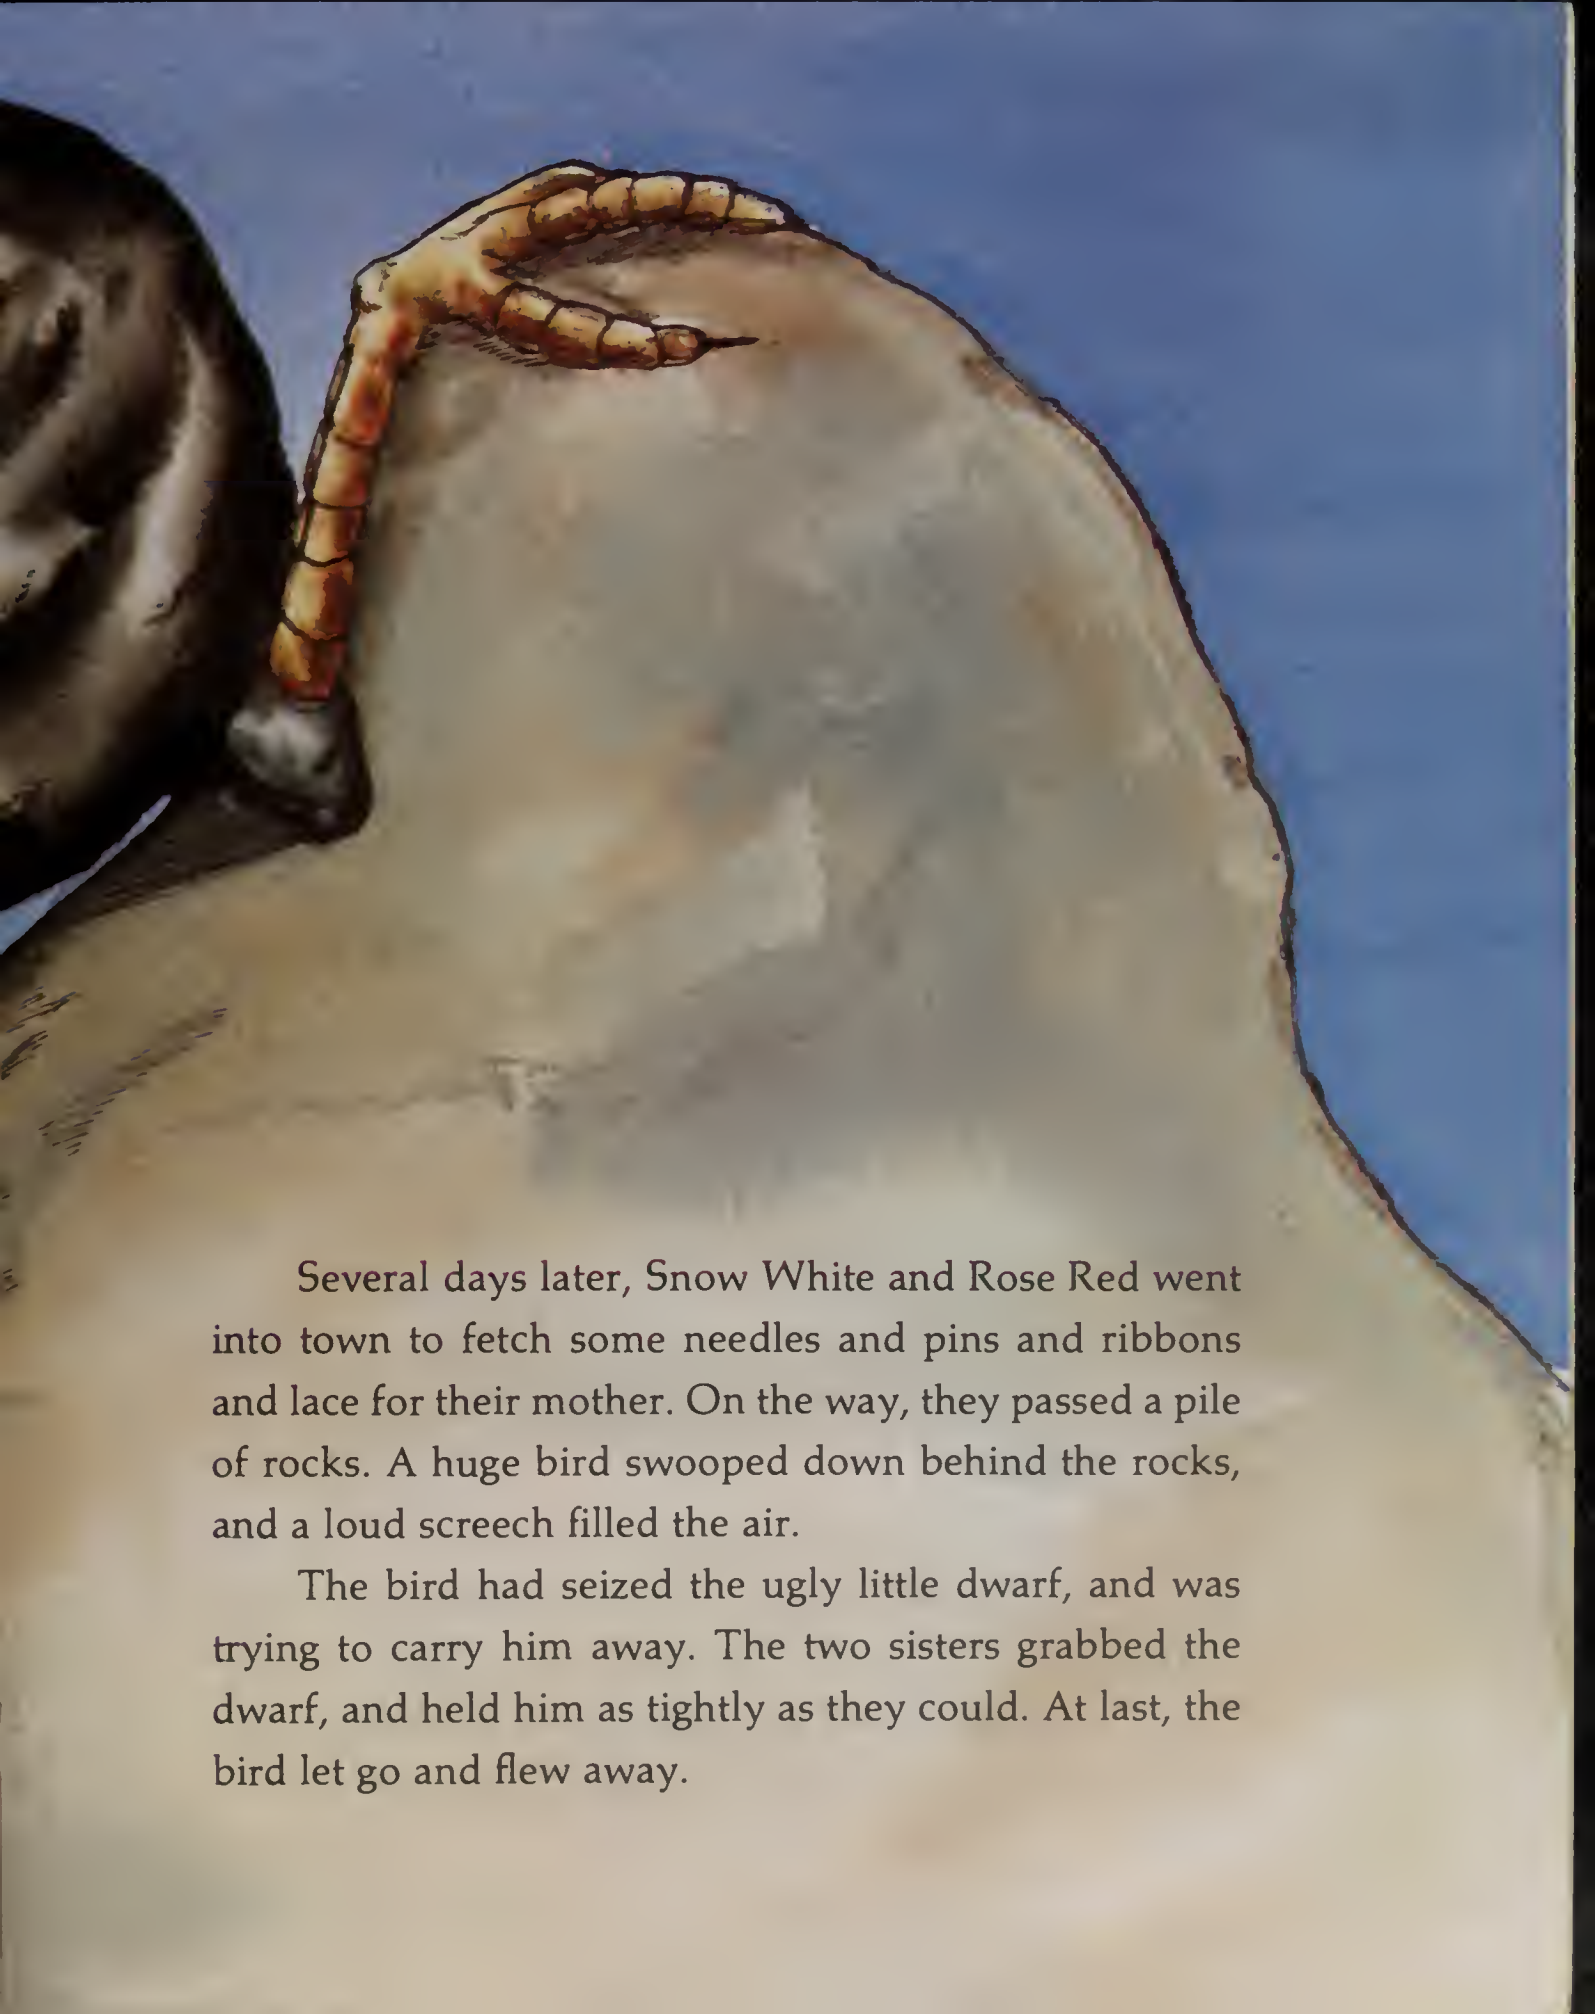 Several days later, Snow White and Rose Red went
into town to fetch some needles and pins and ribbons
and lace for their mother. On the way, they passed a pile
of rocks. A huge bird swooped down behind the rocks,
and a loud screech filled the air.
The bird had seized the ugly little dwarf, and was
trying to carry him away. The two sisters grabbed the
dwarf, and held him as tightly as they could. At last, the
bird let go and flew away.